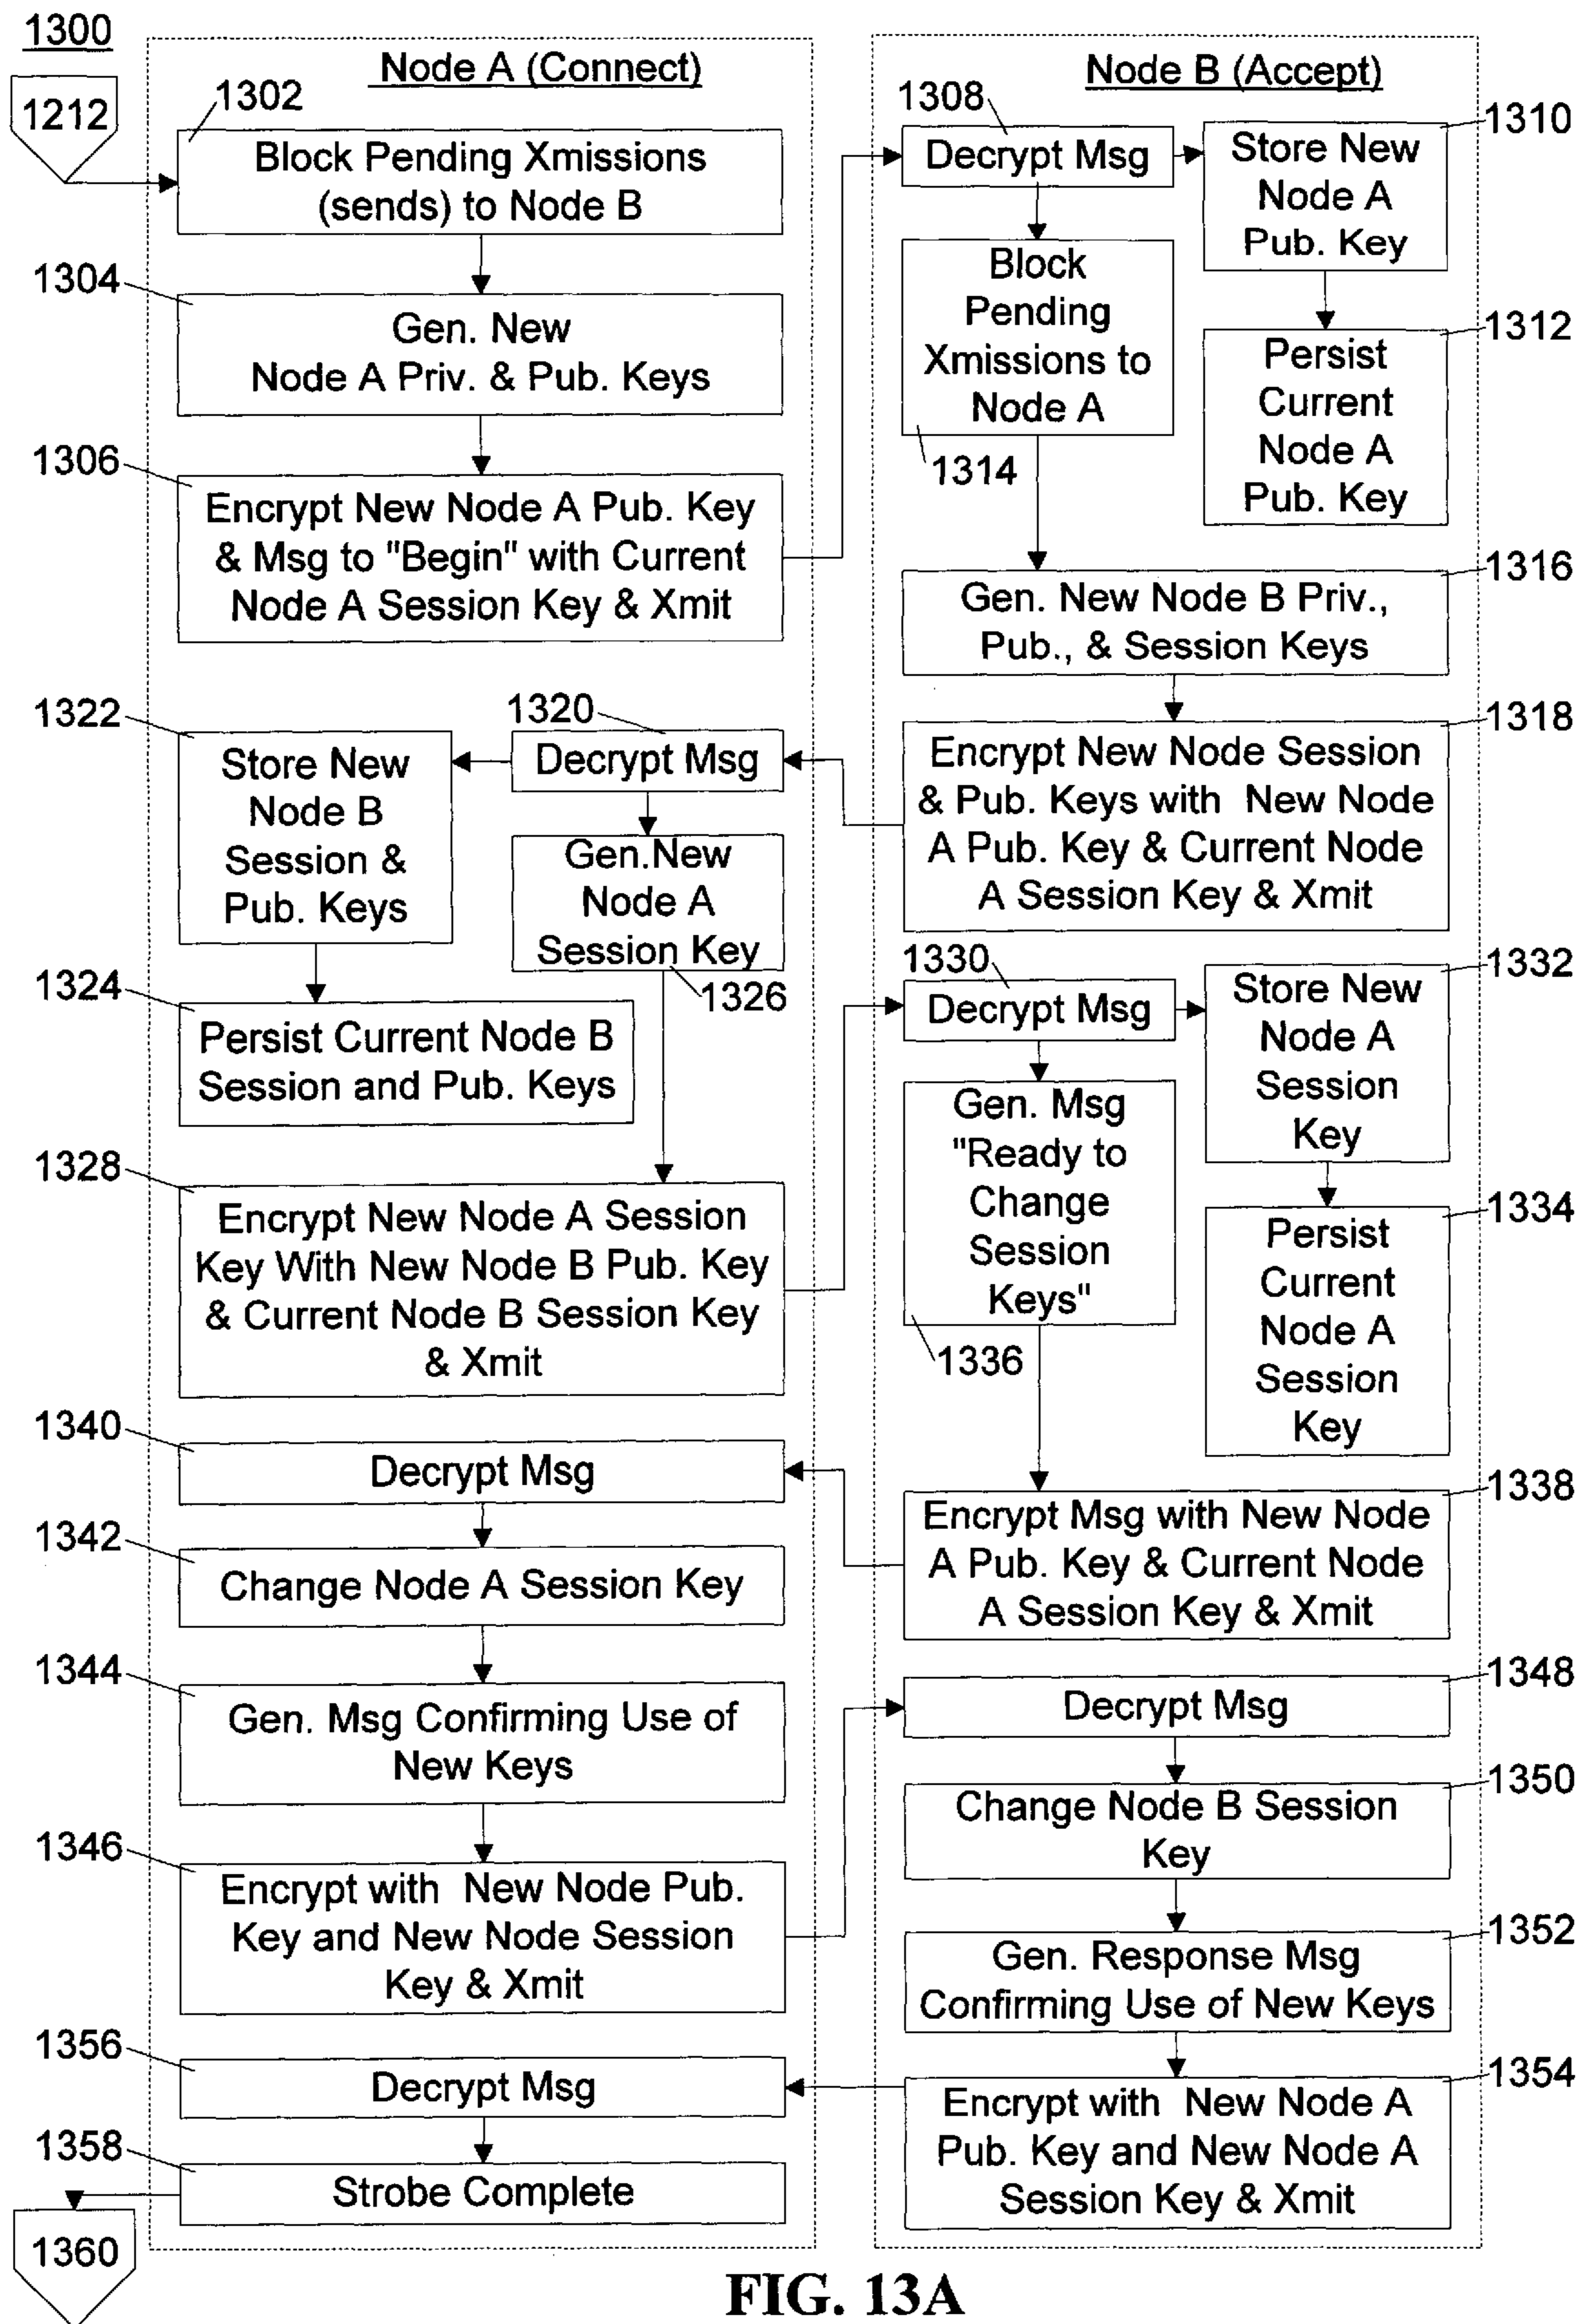 1300
1212
Node A (Connect)
1302
Block Pending Xmissions
(sends) to Node B
1304
Gen. New
Node A Priv. & Pub. Keys
1306
Encrypt New Node A Pub. Key
& Msg to "Begin" with Current
Node A Session Key & Xmit
Node B (Accept)
1308
Decrypt Msg
1310
Store New
Node A
Pub. Key
1312
Persist
Current
Node A
Pub. Key
Block
Pending
Xmissions to
Node A
1314
1316
Gen. New Node B Priv.,
Pub., & Session Keys
1318
Encrypt New Node Session
& Pub. Keys with New Node
A Pub. Key & Current Node
A Session Key & Xmit
1320
Decrypt Msg
1322
Store New
Node B
Session &
Pub. Keys
1324
Persist Current Node B
Session and Pub. Keys
Gen.New
Node A
Session Key
1326
1328
Encrypt New Node A Session
Key With New Node B Pub. Key
& Current Node B Session Key
& Xmit
1330
Decrypt Msg
1332
Store New
Node A
Session
Key
1334
Persist
Current
Node A
Session
Key
Gen. Msg
"Ready to
Change
Session
Keys"
1336
1338
Encrypt Msg with New Node
A Pub. Key & Current Node
A Session Key & Xmit
1340
Decrypt Msg
1342
Change Node A Session Key
1344
Gen. Msg Confirming Use of
New Keys
1346
Encrypt with New Node Pub.
Key and New Node Session
Key & Xmit
1348
Decrypt Msg
1350
Change Node B Session
Key
1352
Gen. Response Msg
Confirming Use of New Keys
1354
Encrypt with New Node A
Pub. Key and New Node A
Session Key & Xmit
1356
Decrypt Msg
1358
Strobe Complete
1360
FIG. 13A